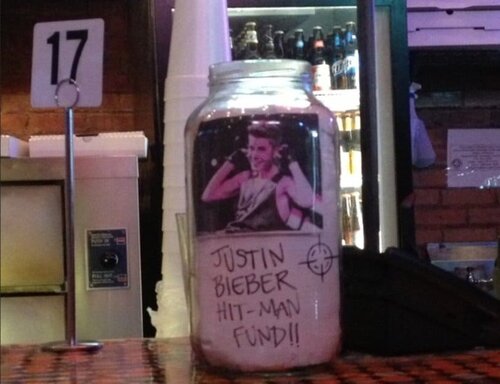 17
JUSTIN
BIEBER
HIT-MAN
FUND!!